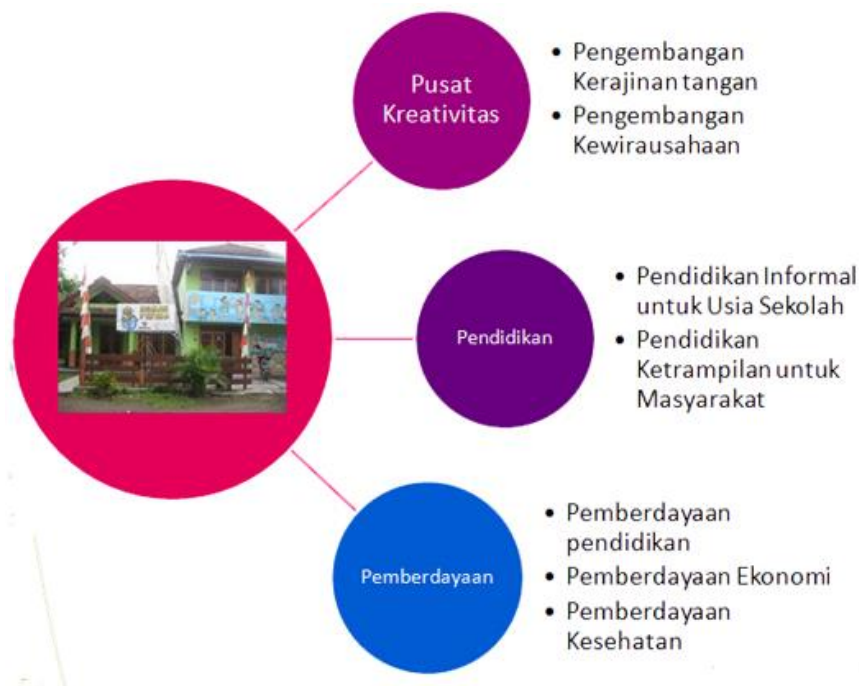 Pusat
Kreativitas
• Pengembangan
Kerajinan tangan
• Pengembangan
Kewirausahaan
Pendidikan
• Pendidikan Informal
untuk Usia Sekolah
• Pendidikan
Ketrampilan untuk
Masyarakat
Pemberdayaan
• Pemberdayaan
pendidikan
• Pemberdayaan Ekonomi
• Pemberdayaan
Kesehatan